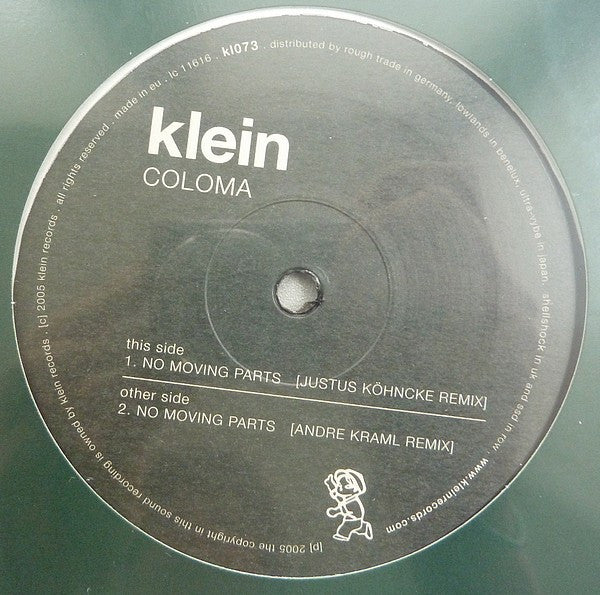 klein
COLOMA
this side
1. NO MOVING PARTS [JUSTUS KÖHNCKE REMIX]
other side
2. NO MOVING PARTS [ANDRE KRAML REMIX]
[p] 2005 the copyright in this sound recording is owned by klein records . [c] 2005 klein records . all rights reserved . made in eu . lc 11616 . kl073 . distributed by rough trade in germany, lowlands in benelux, ultra-vybe in japan, shellshock in uk and ssd in row . www.kleinrecords.com